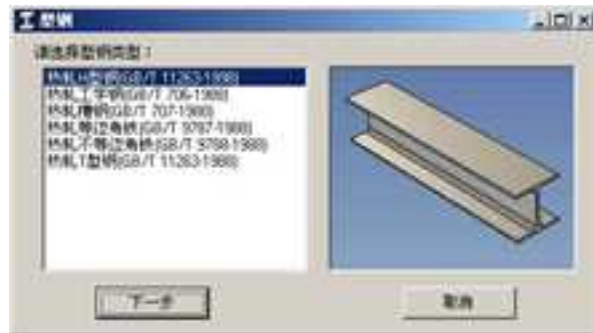 型钢
请选择型钢类型：
热轧H型钢(GB/T 11263-1998)
热轧工字钢(GB/T 706-1988)
热轧槽钢(GB/T 707-1988)
热轧等边角铁(GB/T 9787-1988)
热轧不等边角铁(GB/T 9788-1988)
热轧T型钢(GB/T 11263-1988)
下一步
取消